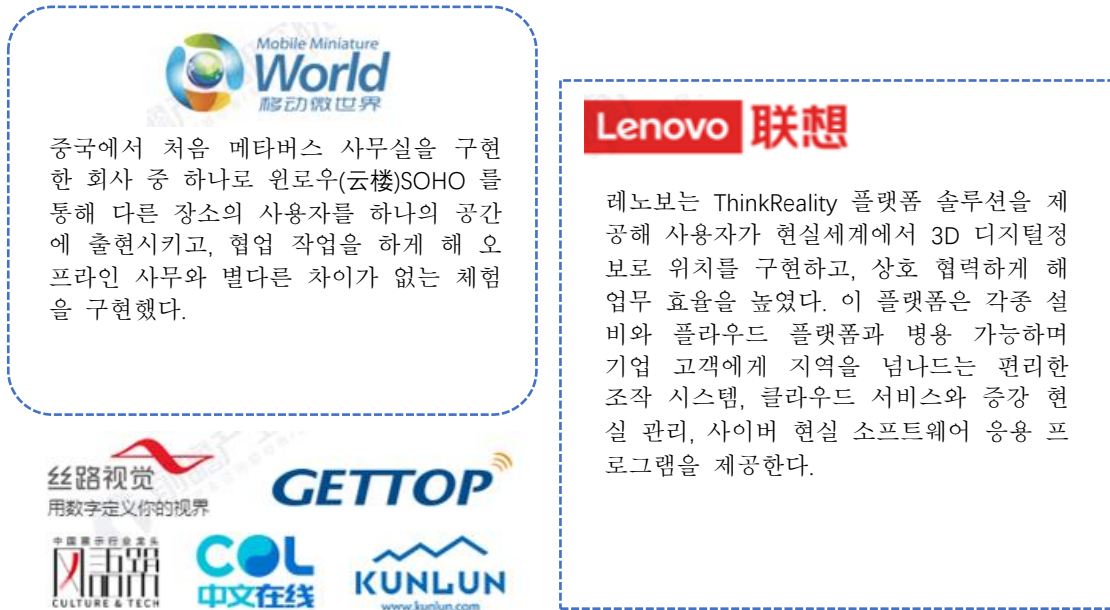 Mobile Miniature
World
移动微世界
중국에서 처음 메타버스 사무실을 구현
한 회사 중 하나로 윈로우(云楼)SOHO 를
통해 다른 장소의 사용자를 하나의 공간
에 출현시키고, 협업 작업을 하게 해 오
프라인 사무와 별다른 차이가 없는 체험
을 구현했다.
Lenovo 联想
레노보는 ThinkReality 플랫폼 솔루션을 제
공해 사용자가 현실세계에서 3D 디지털정
보로 위치를 구현하고, 상호 협력하게 해
업무 효율을 높였다. 이 플랫폼은 각종 설
비와 플라우드 플랫폼과 병용 가능하며
기업 고객에게 지역을 넘나드는 편리한
조작 시스템, 클라우드 서비스와 증강 현
실 관리, 사이버 현실 소프트웨어 응용 프
로그램을 제공한다.
丝路视觉
用数字定义你的视界
GETTOP
中国展示行业龙头
风语筑
CULTURE & TECH
COL
中文在线
KUNLUN
www.kunlun.com